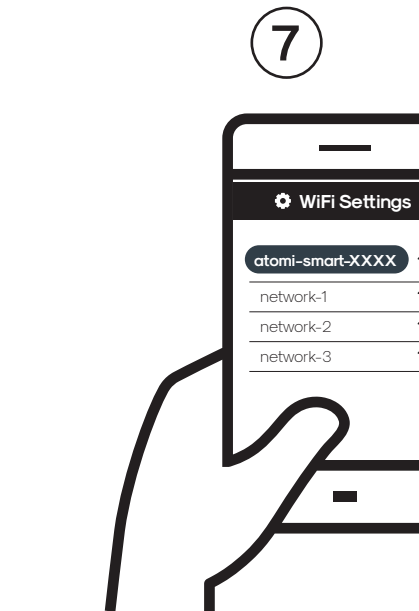 7
WiFi Settings
atomi-smart-XXXX
network-1
network-2
network-3